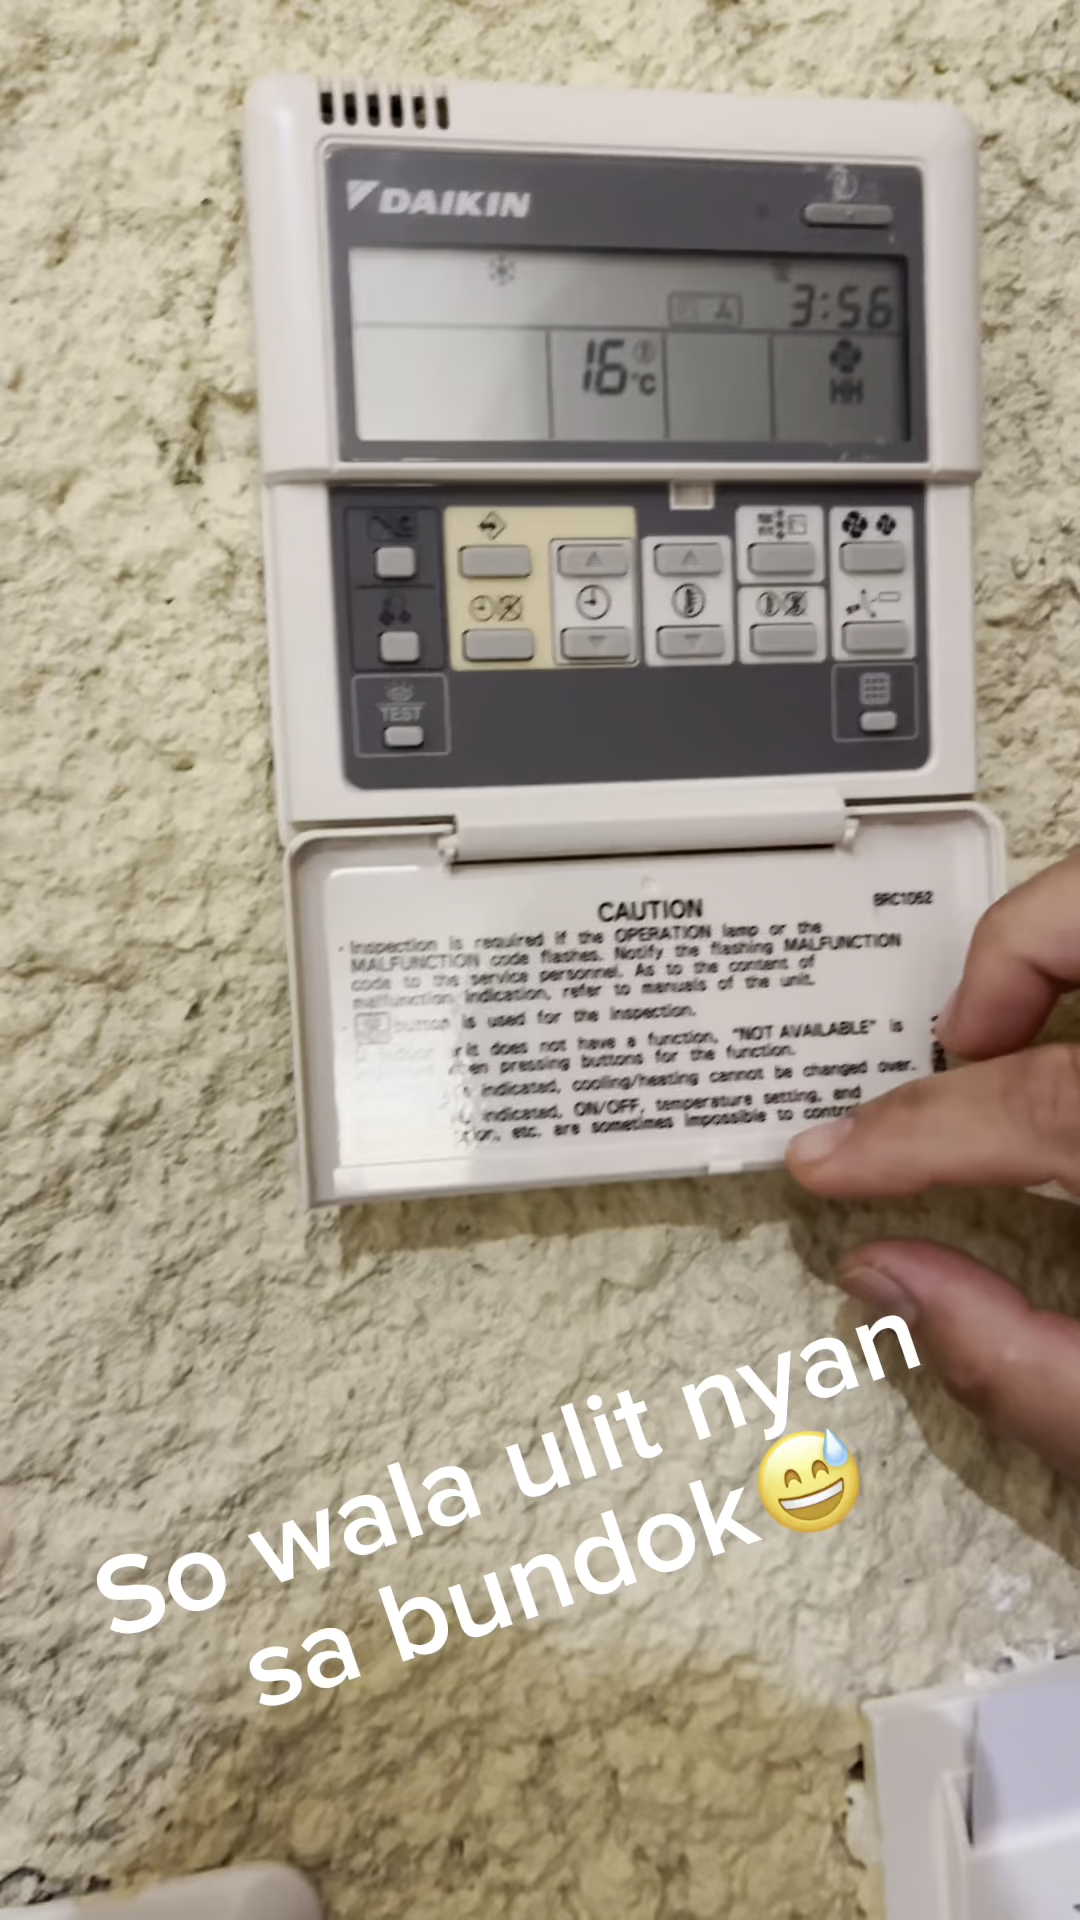 DAIKIN
3:56
16 °C
HH
TEST
CAUTION
BRC1C62
· Inspection is required if the OPERATION lamp or the
MALFUNCTION code flashes. Notify the flashing MALFUNCTION
code to the service personnel. As to the content of
malfunction indication, refer to manuals of the unit.
button is used for the inspection.
does not have a function, "NOT AVAILABLE" is
pressing buttons for the function.
indicated, cooling/heating cannot be changed over.
indicated, ON/OFF, temperature setting, and
etc. are sometimes impossible to control
So wala ulit nyan
sa bundok😅